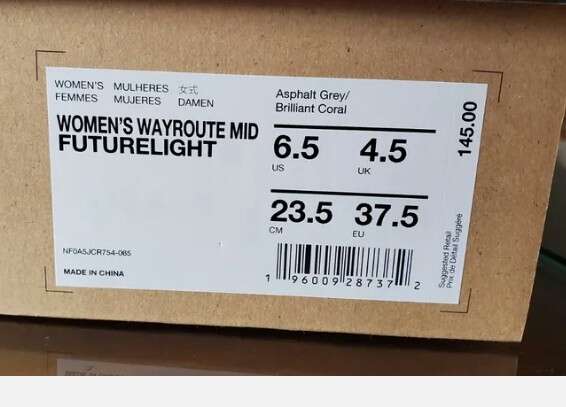 WOMEN'S MULHERES 女式
FEMMES MUJERES DAMEN
WOMEN'S WAYROUTE MID
FUTURELIGHT
NF0A5JCR754-065
MADE IN CHINA
Asphalt Grey/
Brilliant Coral
6.5 4.5
US UK
23.5 37.5
CM EU
1 96009 28737 2
145.00
Suggested Retail
Prix de Détail Suggéré